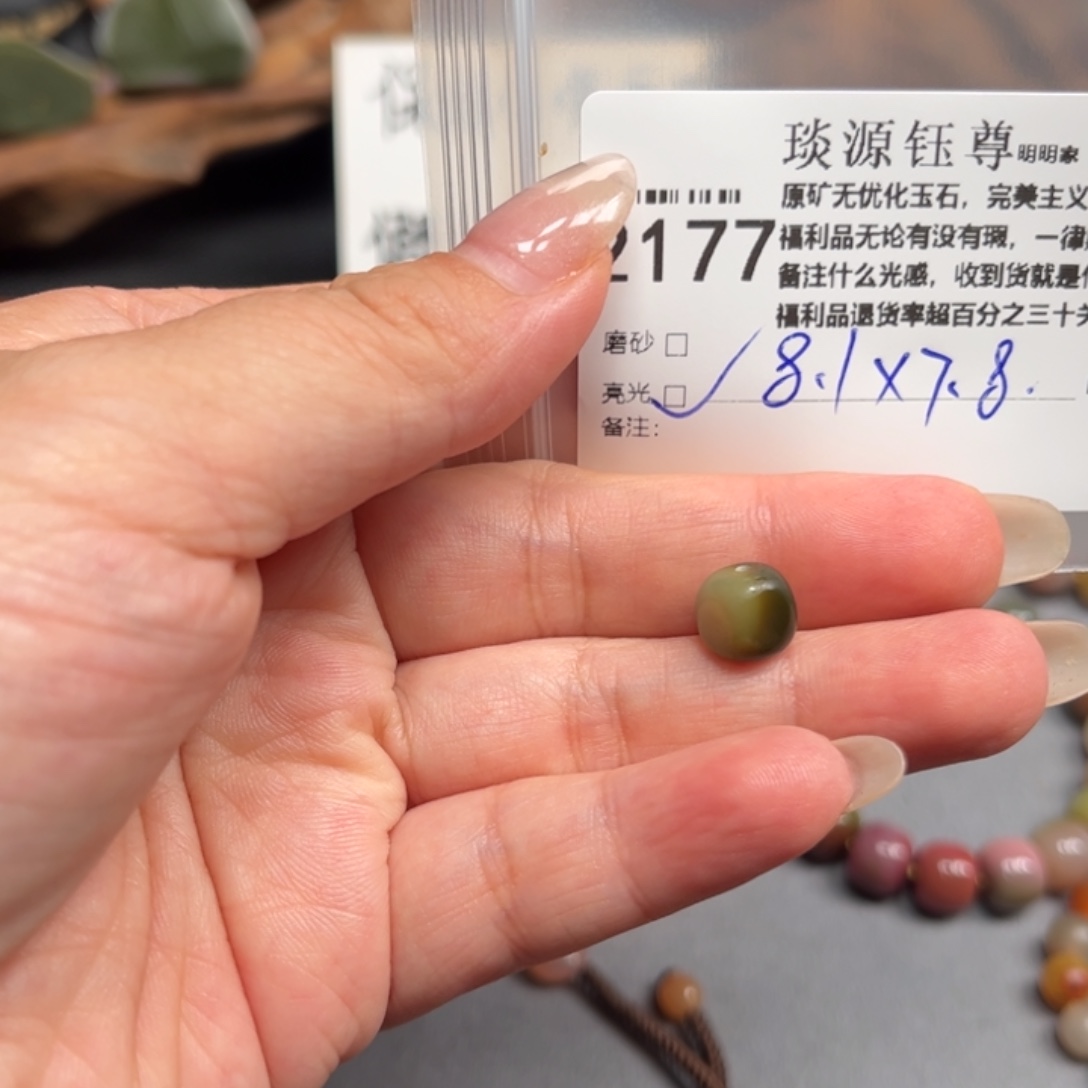 琰源钰尊明明家
2177
原矿无优化玉石，完美主义
福利品无论有没有瑕，一律
备注什么光感，收到货就是
福利品退货率超百分之三十
磨砂□
亮光□ ✓ 8.1×7.8.
备注：